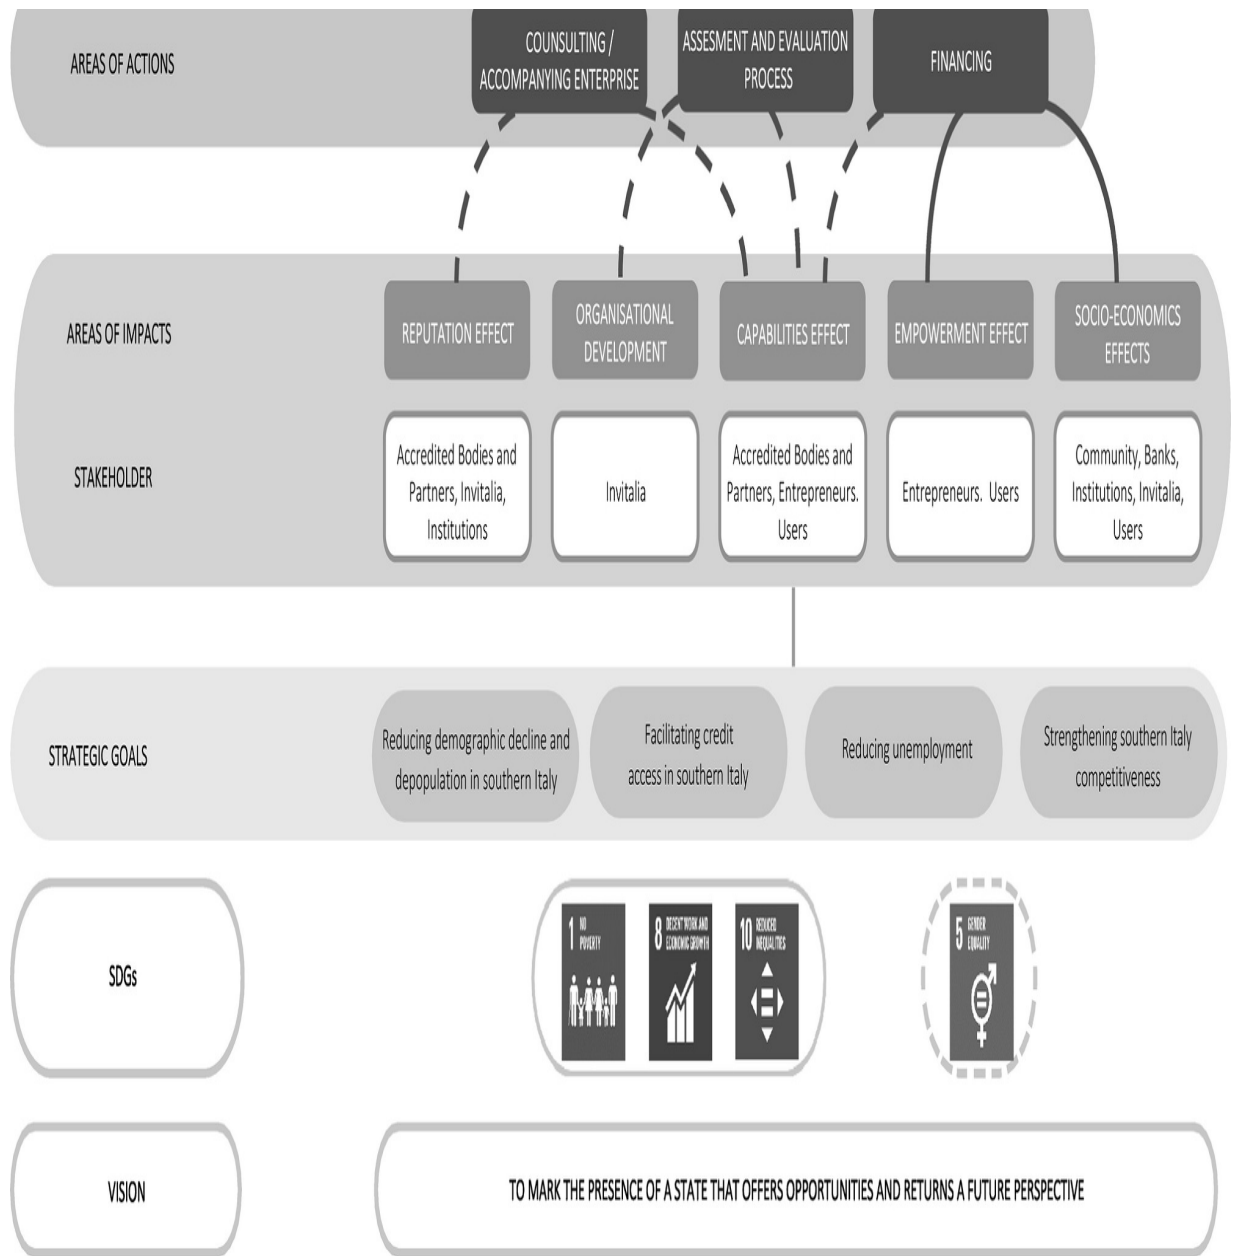 AREAS OF ACTIONS
COUNSULTING /
ACCOMPANYING ENTERPRISE
ASSESMENT AND EVALUATION
PROCESS
FINANCING
AREAS OF IMPACTS
REPUTATION EFFECT
ORGANISATIONAL
DEVELOPMENT
CAPABILITIES EFFECT
EMPOWERMENT EFFECT
SOCIO-ECONOMICS
EFFECTS
STAKEHOLDER
Accredited Bodies and
Partners, Invitalia,
Institutions
Invitalia
Accredited Bodies and
Partners, Entrepreneurs.
Users
Entrepreneurs. Users
Community, Banks,
Institutions, Invitalia,
Users
STRATEGIC GOALS
Reducing demographic decline and
depopulation in southern Italy
Facilitating credit
access in southern Italy
Reducing unemployment
Strengthening southern Italy
competitiveness
SDGs
1 NO
POVERTY
8 DECENT WORK AND
ECONOMIC GROWTH
10 REDUCED
INEQUALITIES
5 GENDER
EQUALITY
VISION
TO MARK THE PRESENCE OF A STATE THAT OFFERS OPPORTUNITIES AND RETURNS A FUTURE PERSPECTIVE